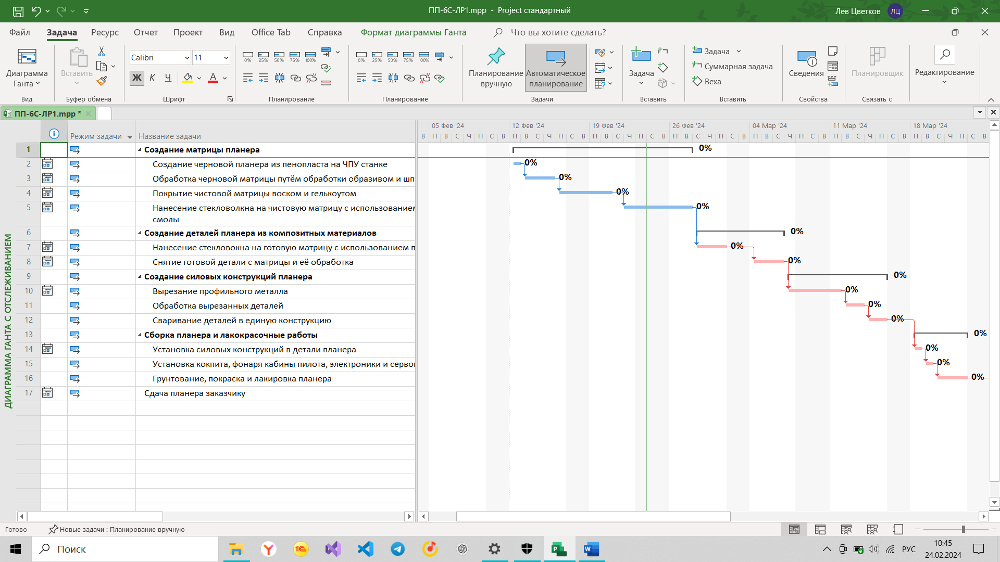 ПП-6С-ЛР1.mpp - Project стандартный
Лев Цветков
ЛЦ
Файл Задача Ресурс Отчет Проект Вид Office Tab Справка Формат диаграммы Ганта Что вы хотите сделать?
Диаграмма Ганта
Вид
Вставить
Буфер обмена
Calibri 11
Ж К Ч А
Шрифт
0% 25% 50% 75% 100%
Планирование
0% 25% 50% 75% 100%
Планирование
Планирование вручную
Автоматическое планирование
Задачи
Задача
Вставить
Задача
Суммарная задача
Веха
Вставить
Сведения
Свойства
Планировщик
Связать с
Редактирование
ПП-6С-ЛР1.mpp *
ДИАГРАММА ГАНТА С ОТСЛЕЖИВАНИЕМ
Режим задачи Название задачи
05 Фев '24 12 Фев '24 19 Фев '24 26 Фев '24 04 Мар '24 11 Мар '24 18 Мар '24
В П В С Ч П С В П В С Ч П С В П В С Ч П С В П В С Ч П С В П В С Ч П С В П В С Ч П С В П В С Ч П С В
1 Создание матрицы планера 0%
2 Создание черновой планера из пенопласта на ЧПУ станке 0%
3 Обработка черновой матрицы путём обработки образивом и шп 0%
4 Покрытие чистовой матрицы воском и гелькоутом 0%
5 Нанесение стекловолкна на чистовую матрицу с использованием 0%
смолы
6 Создание деталей планера из композитных материалов 0%
7 Нанесение стекловокна на готовую матрицу с использованием п 0%
8 Снятие готовой детали с матрицы и её обработка 0%
9 Создание силовых конструкций планера 0%
10 Вырезание профильного металла 0%
11 Обработка вырезанных деталей 0%
12 Сваривание деталей в единую конструкцию 0%
13 Сборка планера и лакокрасочные работы 0%
14 Установка силовых конструкций в детали планера 0%
15 Установка кокпита, фонаря кабины пилота, электроники и серво 0%
16 Грунтование, покраска и лакировка планера 0%
17 Сдача планера заказчику
Готово Новые задачи : Планирование вручную
Поиск
РУС
10:45
24.02.2024